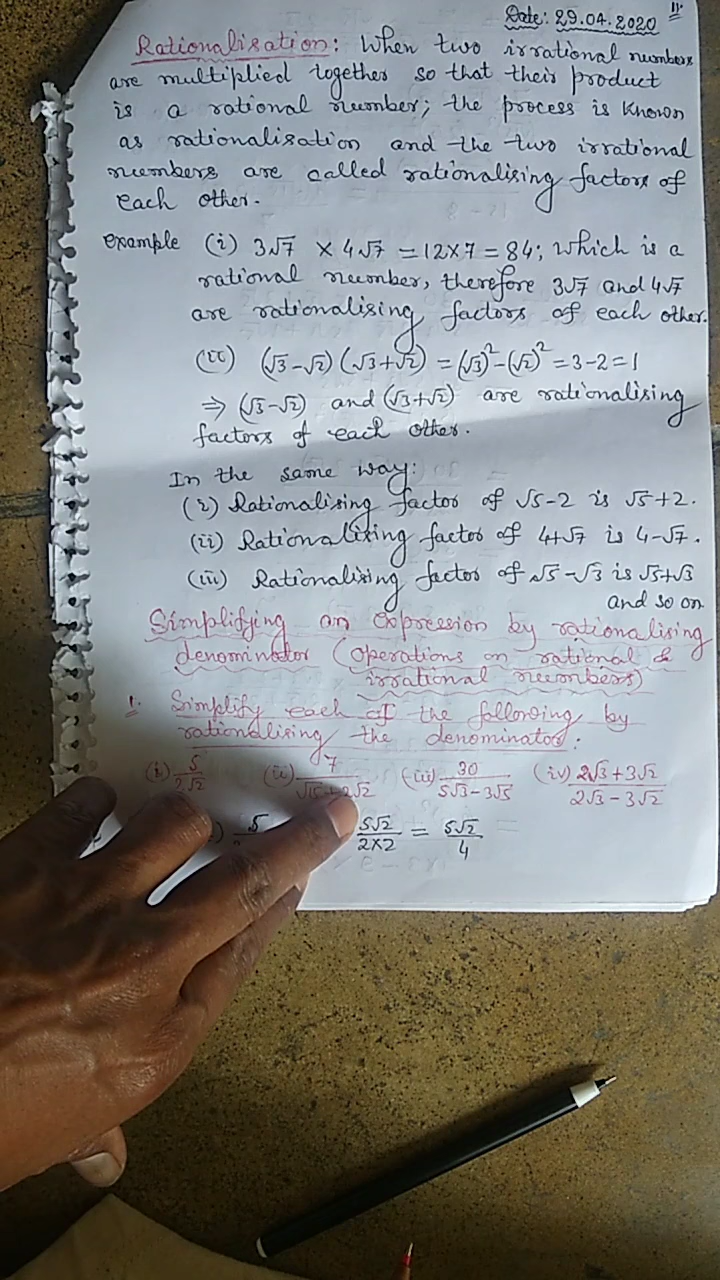 Date: 29.04.2020
Rationalisation: When two irrational numbers
are multiplied together so that their product
is a rational number; the process is known
as rationalisation and the two irrational
numbers are called rationalising factors of
each other.
example (i) 3√7 × 4√7 = 12×7 = 84; which is a
rational number, therefore 3√7 and 4√7
are rationalising factors of each other.
(ii) (√3-√2)(√3+√2) = (√3)²-(√2)² = 3-2=1
⇒ (√3-√2) and (√3+√2) are rationalising
factors of each other.
In the same way:
(i) Rationalising factor of √5-2 is √5+2.
(ii) Rationalising factor of 4+√7 is 4-√7.
(iii) Rationalising factor of √5-√3 is √5+√3
and so on
Simplifying an expression by rationalising
denominator (operations on rational &
irrational numbers)
1. Simplify each of the following by
rationalising the denominator:
(i) 5/2√2 (ii) 7/ (iii) 30/5√3-3√5 (iv) 2√3+3√2/2√3-3√2
) 5 5√2/2×2 = 5√2/4